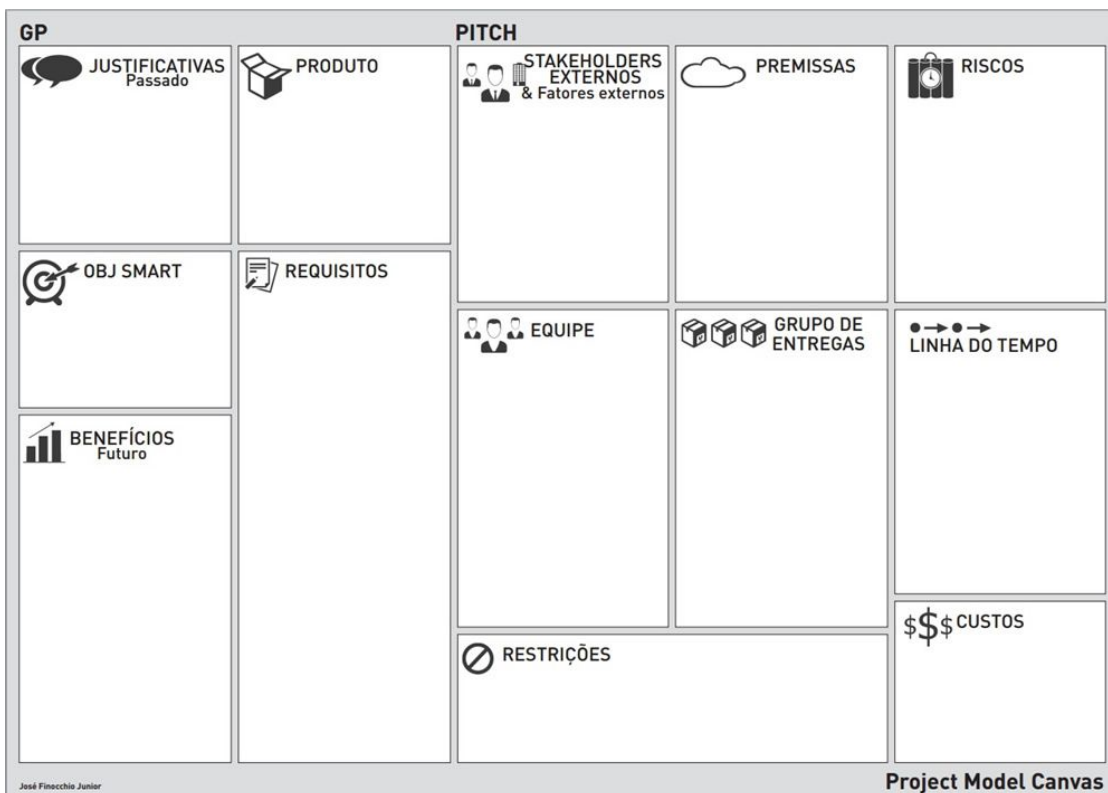 GP
PITCH
JUSTIFICATIVAS
Passado
PRODUTO
STAKEHOLDERS
EXTERNOS
& Fatores externos
PREMISSAS
RISCOS
OBJ SMART
REQUISITOS
EQUIPE
GRUPO DE
ENTREGAS
LINHA DO TEMPO
BENEFÍCIOS
Futuro
RESTRIÇÕES
$$$ CUSTOS
José Finocchio Junior
Project Model Canvas